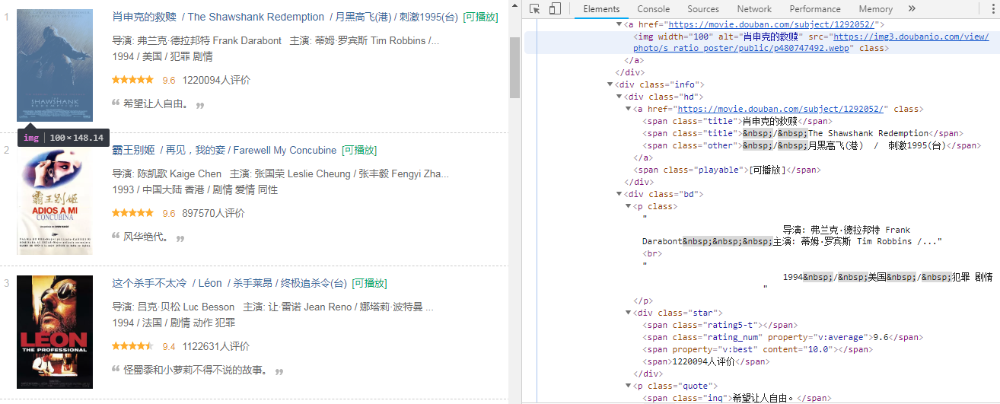 1
肖申克的救赎 / The Shawshank Redemption / 月黑高飞(港) / 刺激1995(台) [可播放]
导演: 弗兰克·德拉邦特 Frank Darabont 主演: 蒂姆·罗宾斯 Tim Robbins /...
1994 / 美国 / 犯罪 剧情
9.6 1220094人评价
“ 希望让人自由。 ”
SHAWSHANK
img 100×148.14
2
霸王别姬 / 再见，我的妾 / Farewell My Concubine [可播放]
导演: 陈凯歌 Kaige Chen 主演: 张国荣 Leslie Cheung / 张丰毅 Fengyi Zha...
1993 / 中国大陆 香港 / 剧情 爱情 同性
9.6 897570人评价
“ 风华绝代。 ”
霸王别姬
ADIOS A MI
CONCUBINA
3
这个杀手不太冷 / Léon / 杀手莱昂 / 终极追杀令(台) [可播放]
导演: 吕克·贝松 Luc Besson 主演: 让·雷诺 Jean Reno / 娜塔莉·波特曼 ...
1994 / 法国 / 剧情 动作 犯罪
9.4 1122631人评价
“ 怪蜀黍和小萝莉不得不说的故事。 ”
LEON
THE PROFESSIONAL
Elements Console Sources Network Performance Memory »
<a href="https://movie.douban.com/subject/1292052/">
<img width="100" alt="肖申克的救赎" src="https://img3.doubanio.com/view/
photo/s_ratio_poster/public/p480747492.webp" class>
</a>
</div>
<div class="info">
<div class="hd">
<a href="https://movie.douban.com/subject/1292052/" class>
<span class="title">肖申克的救赎</span>
<span class="title">&nbsp;/&nbsp;The Shawshank Redemption</span>
<span class="other">&nbsp;/&nbsp;月黑高飞(港) / 刺激1995(台)</span>
</a>
<span class="playable">[可播放]</span>
</div>
<div class="bd">
<p class>
"
导演: 弗兰克·德拉邦特 Frank
Darabont&nbsp;&nbsp;&nbsp;主演: 蒂姆·罗宾斯 Tim Robbins /..."
<br>
"
1994&nbsp;/&nbsp;美国&nbsp;/&nbsp;犯罪 剧情
"
</p>
<div class="star">
<span class="rating5-t"></span>
<span class="rating_num" property="v:average">9.6</span>
<span property="v:best" content="10.0"></span>
<span>1220094人评价</span>
</div>
<p class="quote">
<span class="inq">希望让人自由。</span>